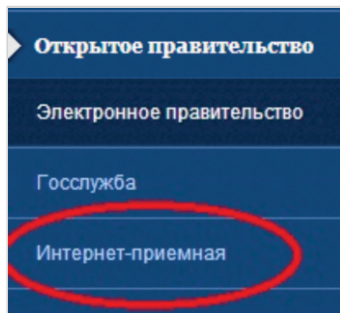 Открытое правительство
Электронное правительство
Госслужба
Интернет-приемная